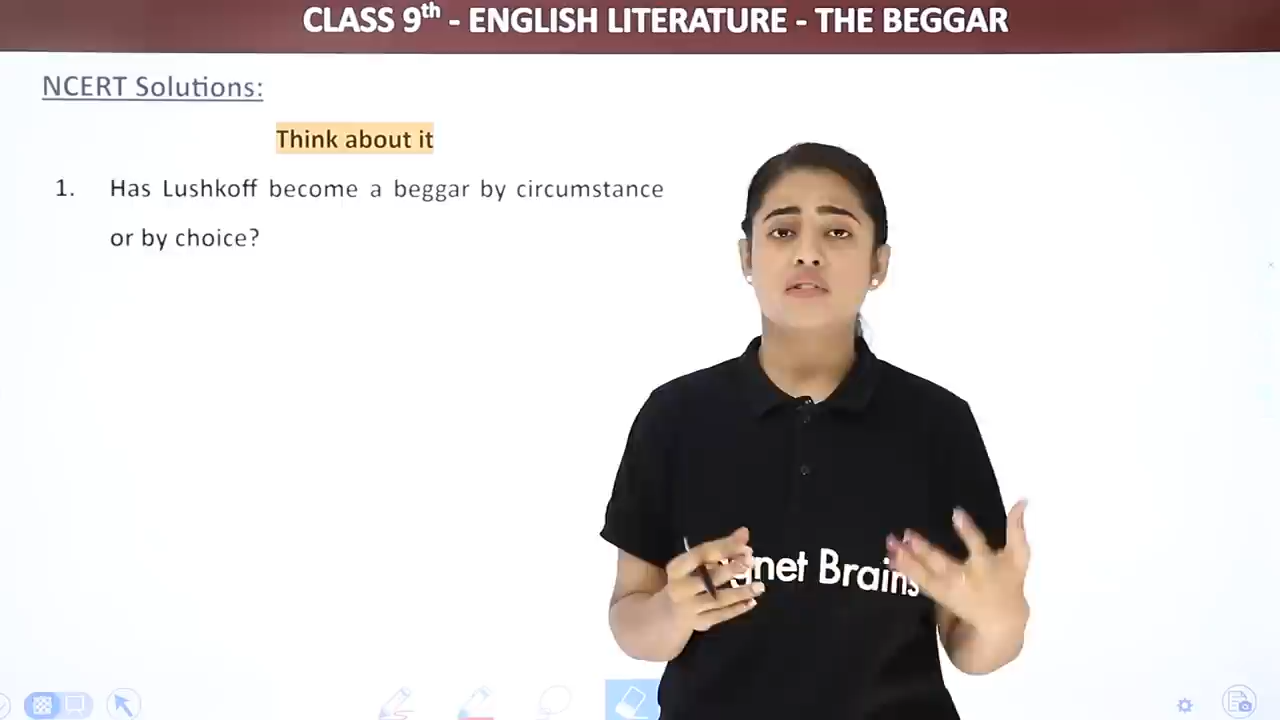 CLASS 9th - ENGLISH LITERATURE - THE BEGGAR
NCERT Solutions:
Think about it
1. Has Lushkoff become a beggar by circumstance
or by choice?
Brains